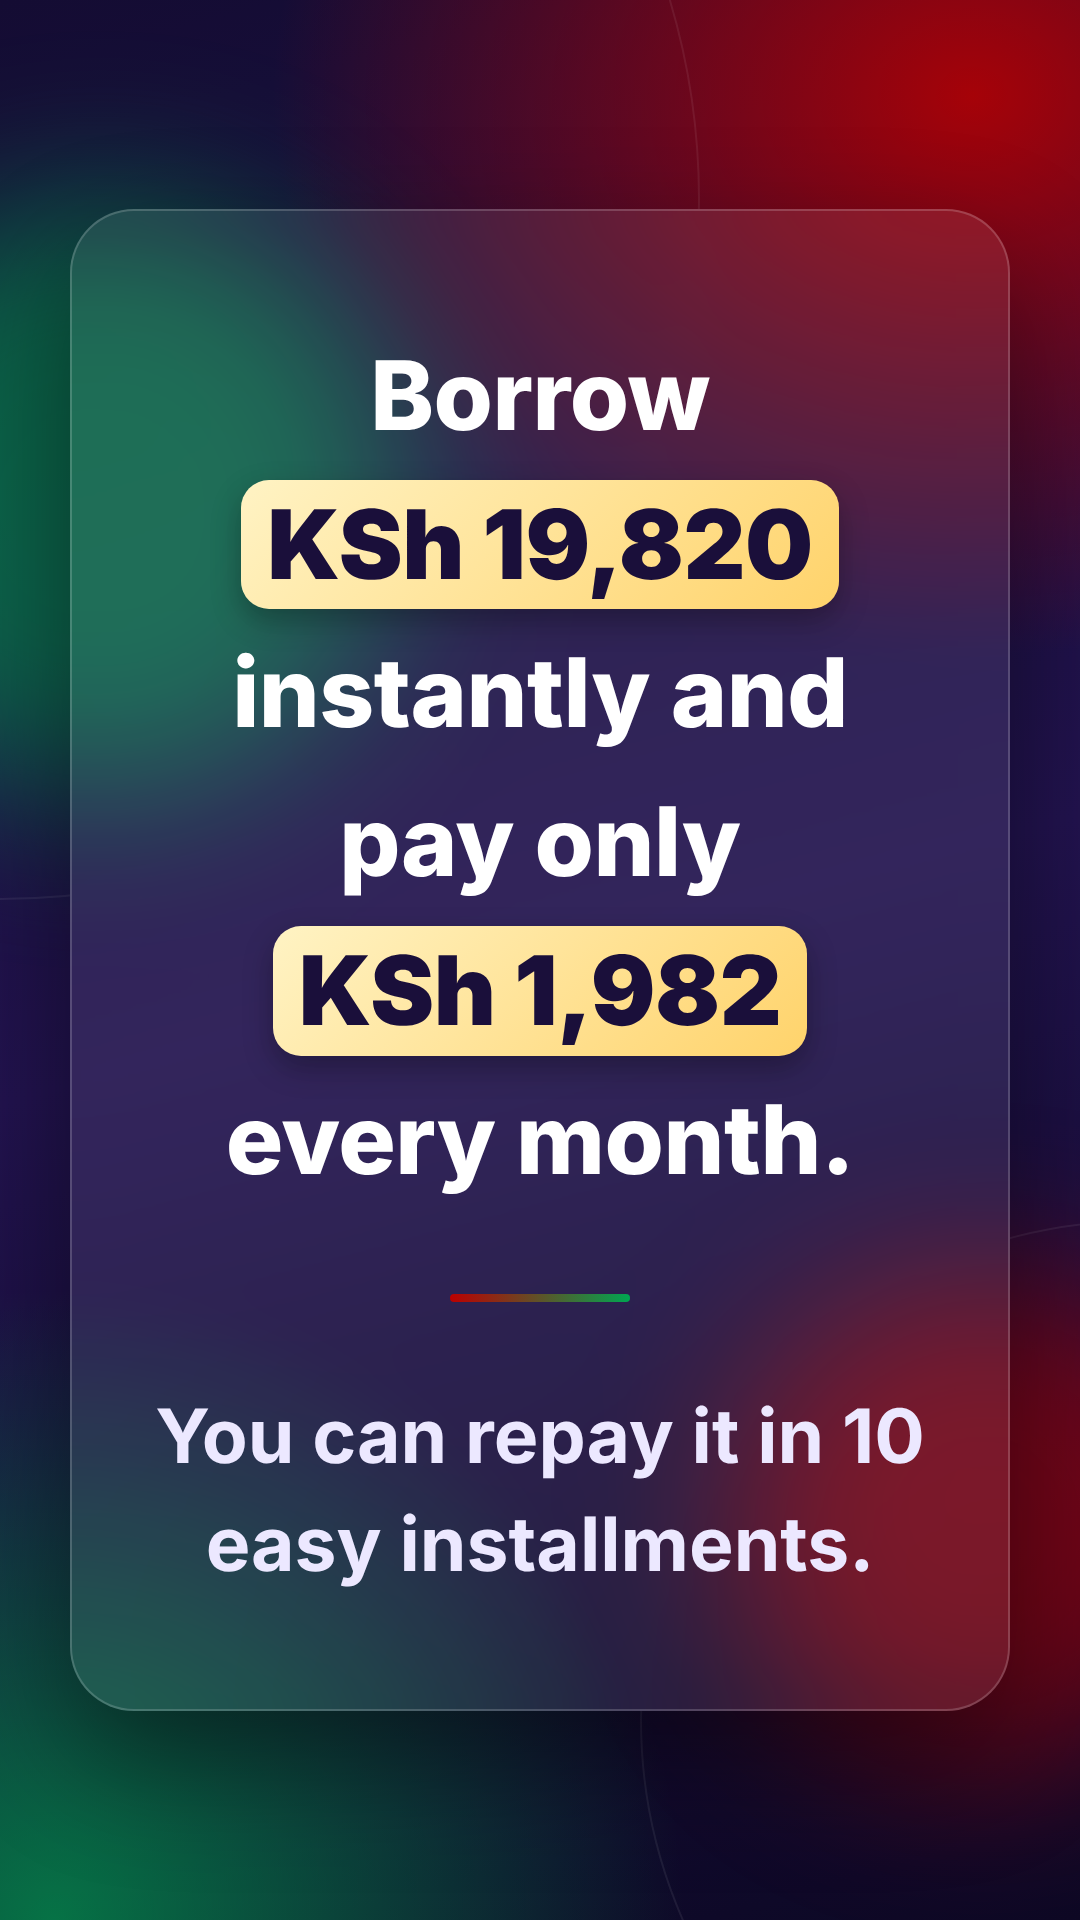 Borrow
KSh 19,820
instantly and
pay only
KSh 1,982
every month.
You can repay it in 10
easy installments.